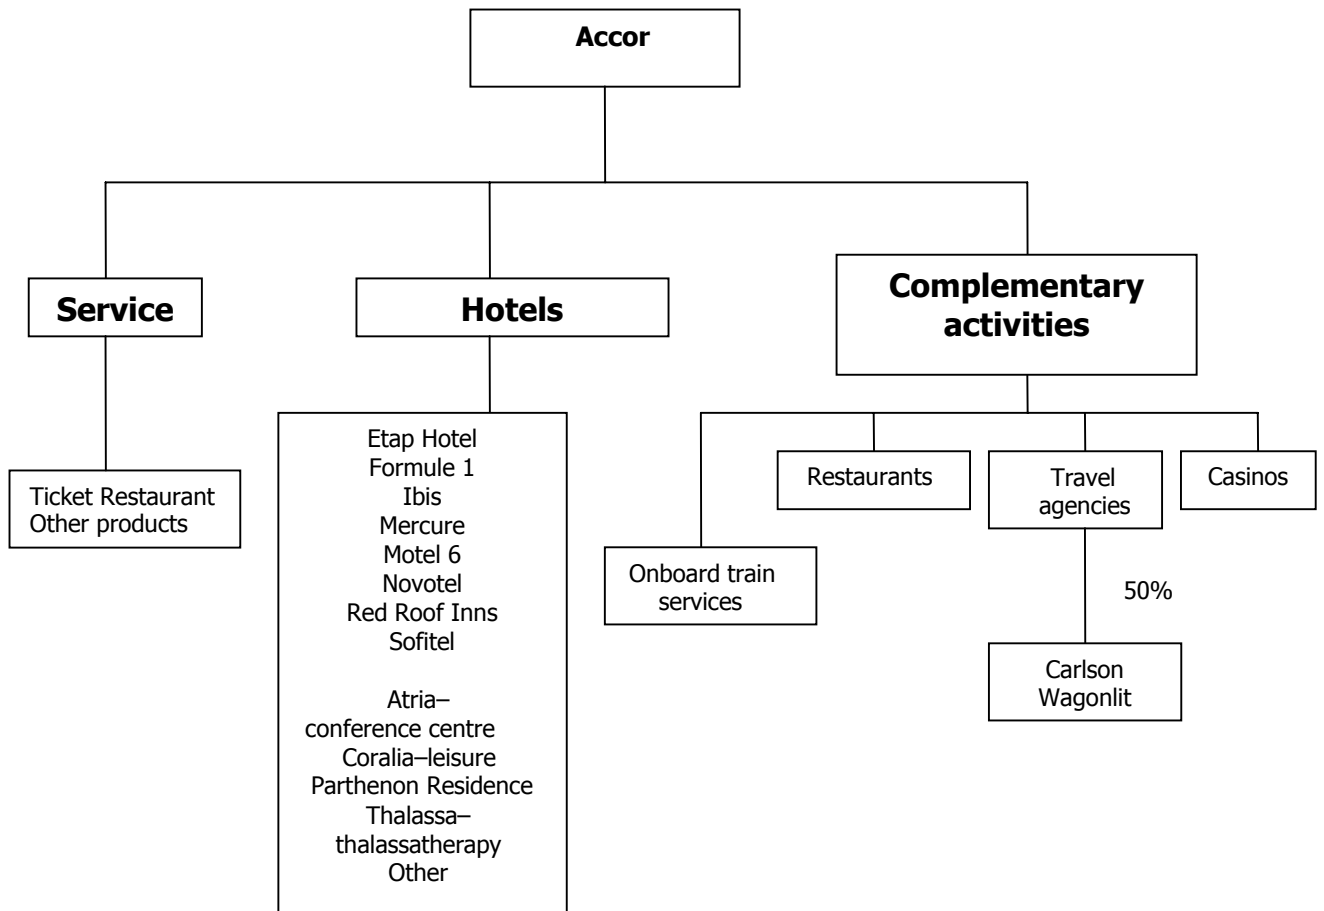 Accor
Service
Hotels
Complementary
activities
Ticket Restaurant
Other products
Etap Hotel
Formule 1
Ibis
Mercure
Motel 6
Novotel
Red Roof Inns
Sofitel
Atria–
conference centre
Coralia–leisure
Parthenon Residence
Thalassa–
thalassatherapy
Other
Onboard train
services
Restaurants
Travel
agencies
Casinos
50%
Carlson
Wagonlit